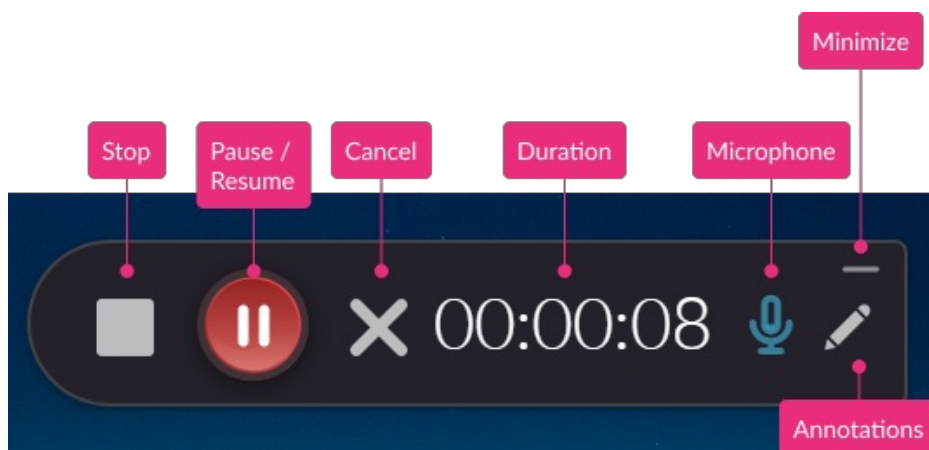 Minimize
Stop
Pause /
Resume
Cancel
Duration
Microphone
00:00:08
Annotations